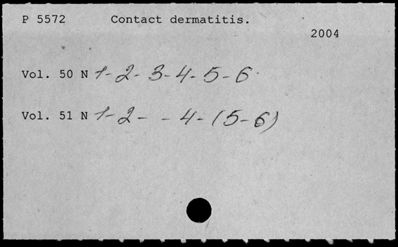 P 5572 Contact dermatitis.
2004
Vol. 50 N 1-2-3-4-5-6
Vol. 51 N 1-2- -4-(5-6)